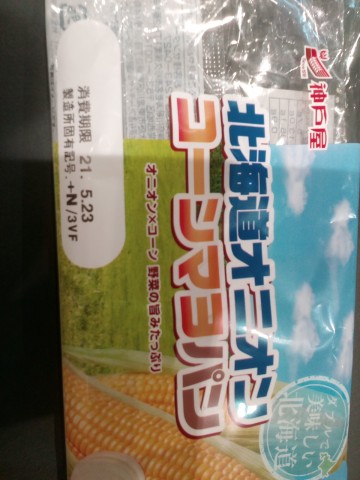 神戸屋
北海道オニオン
コーンマヨパン
オニオン×コーン 野菜の旨みたっぷり
消費期限 21. 5.23
製造所固有記号.+N/3VF
ダブルで
美味しい
北海道